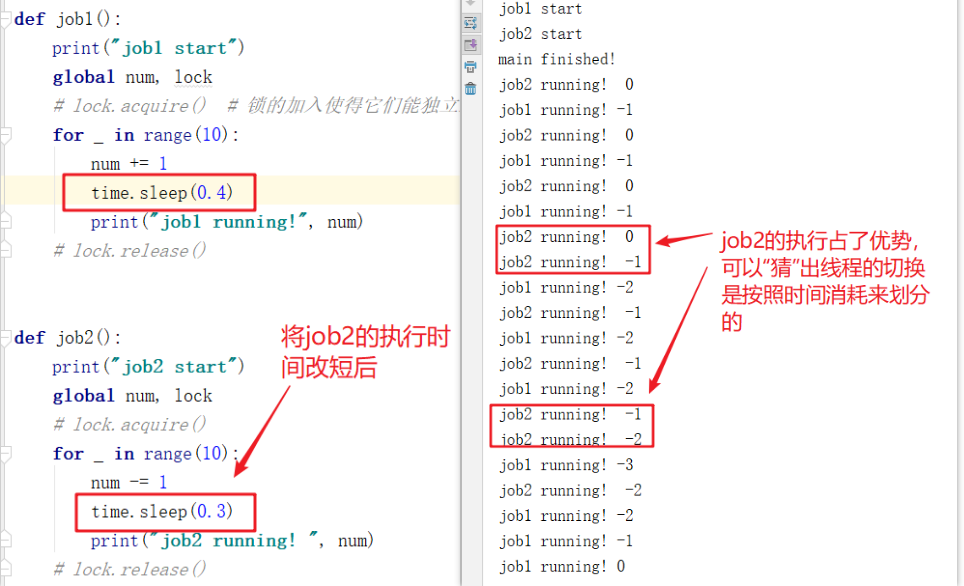 def job1():
print("job1 start")
global num, lock
# lock.acquire()  # 锁的加入使得它们能独立
for _ in range(10):
num += 1
time.sleep(0.4)
print("job1 running!", num)
# lock.release()
def job2():
print("job2 start")
global num, lock
# lock.acquire()
for _ in range(10):
num -= 1
time.sleep(0.3)
print("job2 running! ", num)
# lock.release()
将job2的执行时
间改短后
job1 start
job2 start
main finished!
job2 running!  0
job1 running! -1
job2 running!  0
job1 running! -1
job2 running!  0
job1 running! -1
job2 running!  0
job2 running!  -1
job1 running! -2
job2 running!  -1
job1 running! -2
job2 running!  -1
job1 running! -2
job2 running!  -1
job2 running!  -2
job1 running! -3
job2 running!  -2
job1 running! -2
job1 running! -1
job1 running! 0
job2的执行占了优势，
可以“猜”出线程的切换
是按照时间消耗来划分
的